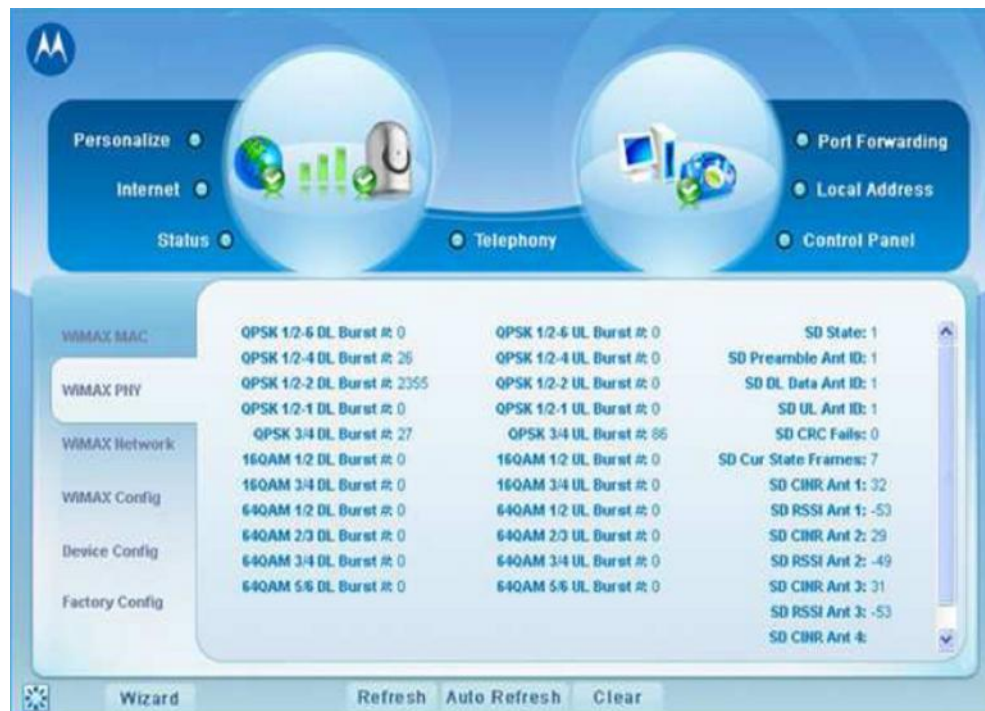 Personalize
Internet
Status
Telephony
Port Forwarding
Local Address
Control Panel
WiMAX MAC
WiMAX PHY
WiMAX Network
WiMAX Config
Device Config
Factory Config
QPSK 1/2-6 DL Burst #: 0
QPSK 1/2-4 DL Burst #: 26
QPSK 1/2-2 DL Burst #: 2355
QPSK 1/2-1 DL Burst #: 0
QPSK 3/4 DL Burst #: 27
16QAM 1/2 DL Burst #: 0
16QAM 3/4 DL Burst #: 0
64QAM 1/2 DL Burst #: 0
64QAM 2/3 DL Burst #: 0
64QAM 3/4 DL Burst #: 0
64QAM 5/6 DL Burst #: 0
QPSK 1/2-6 UL Burst #: 0
QPSK 1/2-4 UL Burst #: 0
QPSK 1/2-2 UL Burst #: 0
QPSK 1/2-1 UL Burst #: 0
QPSK 3/4 UL Burst #: 86
16QAM 1/2 UL Burst #: 0
16QAM 3/4 UL Burst #: 0
64QAM 1/2 UL Burst #: 0
64QAM 2/3 UL Burst #: 0
64QAM 3/4 UL Burst #: 0
64QAM 5/6 UL Burst #: 0
SD State: 1
SD Preamble Ant ID: 1
SD DL Data Ant ID: 1
SD UL Ant ID: 1
SD CRC Fails: 0
SD Cur State Frames: 7
SD CINR Ant 1: 32
SD RSSI Ant 1: -53
SD CINR Ant 2: 29
SD RSSI Ant 2: -49
SD CINR Ant 3: 31
SD RSSI Ant 3: -53
SD CINR Ant 4:
Wizard
Refresh
Auto Refresh
Clear